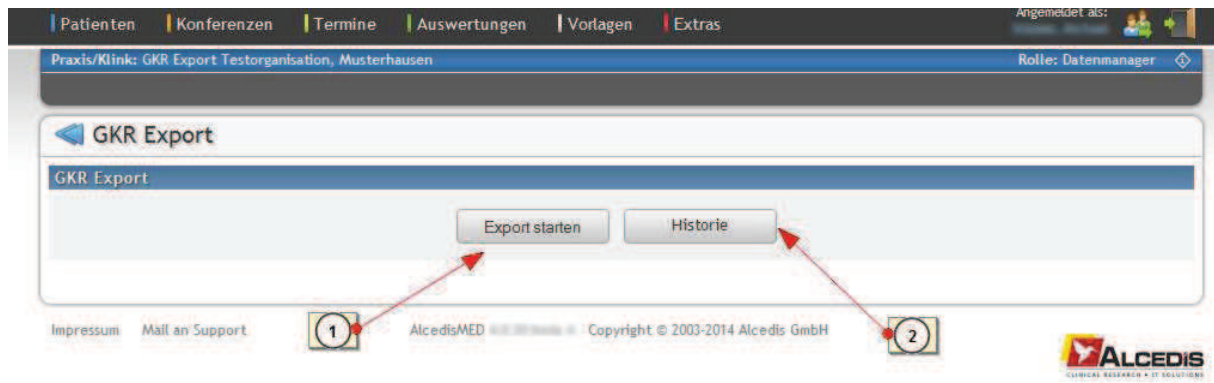 Patienten Konferenzen Termine Auswertungen Vorlagen Extras Angemeldet als:
Praxis/Klink: GKR Export Testorganisation, Musterhausen Rolle: Datenmanager
GKR Export
GKR Export
Export starten Historie
1 2
Impressum Mail an Support AlcedisMED Copyright © 2003-2014 Alcedis GmbH
ALCEDIS
CLINICAL RESEARCH • IT SOLUTIONS